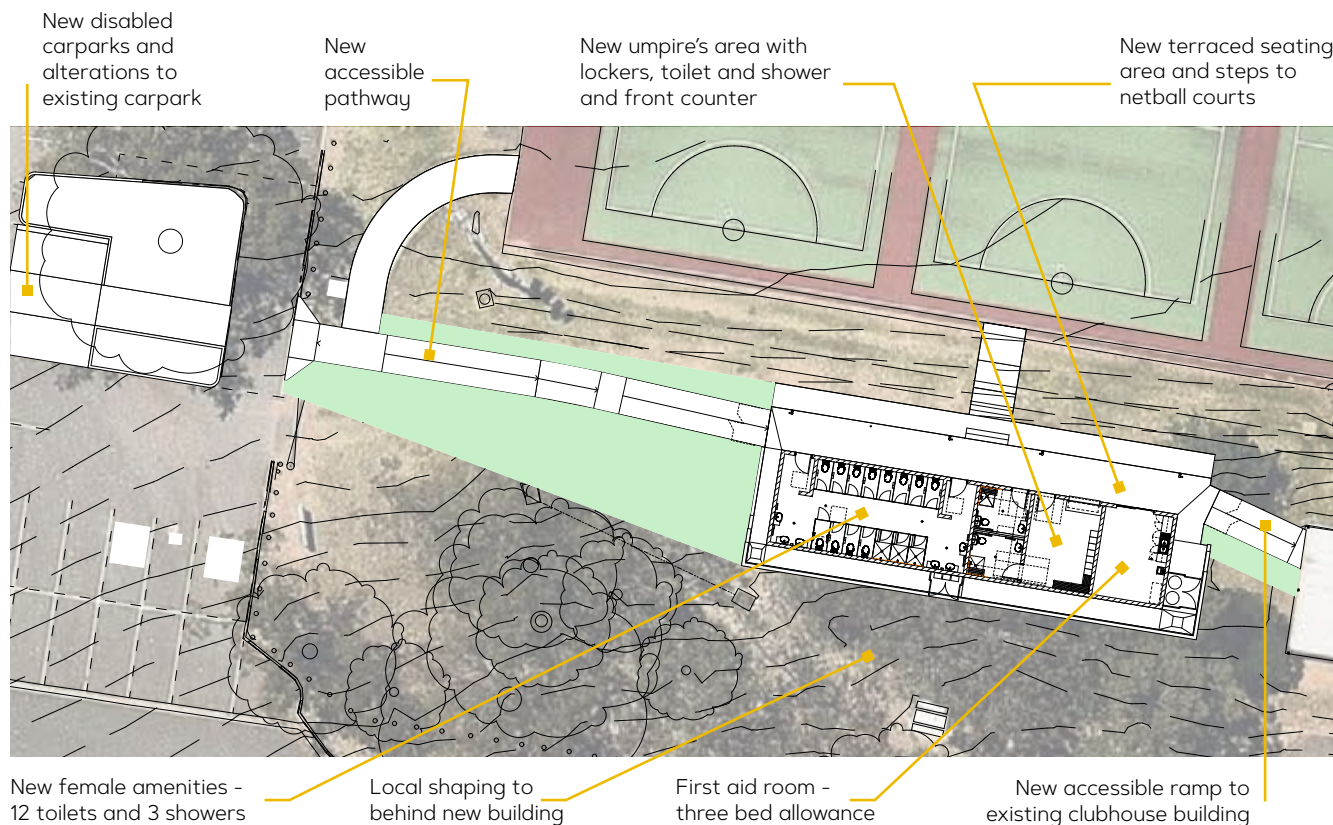 New disabled
carparks and
alterations to
existing carpark
New
accessible
pathway
New umpire's area with
lockers, toilet and shower
and front counter
New terraced seating
area and steps to
netball courts
New female amenities -
12 toilets and 3 showers
Local shaping to
behind new building
First aid room -
three bed allowance
New accessible ramp to
existing clubhouse building